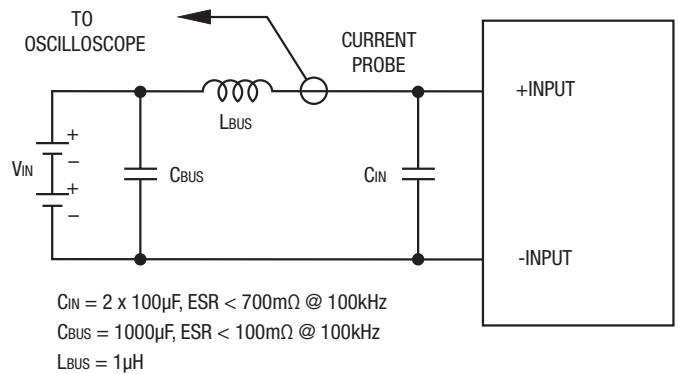 TO
OSCILLOSCOPE
CURRENT
PROBE
+INPUT
LBUS
+
VIN
−
+
−
CBUS
CIN
-INPUT
CIN = 2 x 100µF, ESR < 700mΩ @ 100kHz
CBUS = 1000µF, ESR < 100mΩ @ 100kHz
LBUS = 1µH